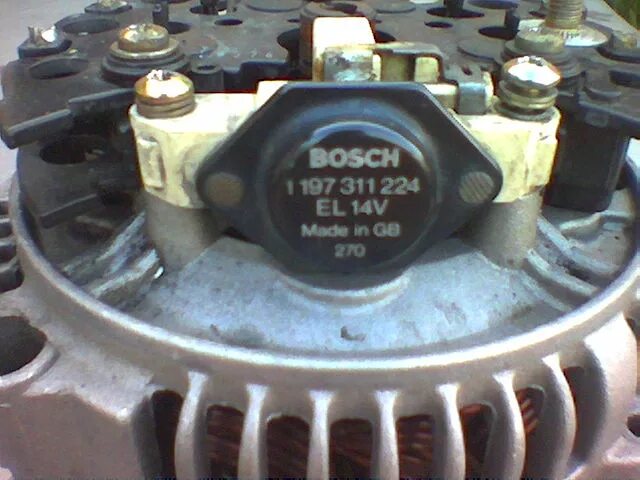 BOSCH
1 197 311 224
EL 14V
Made in GB
270